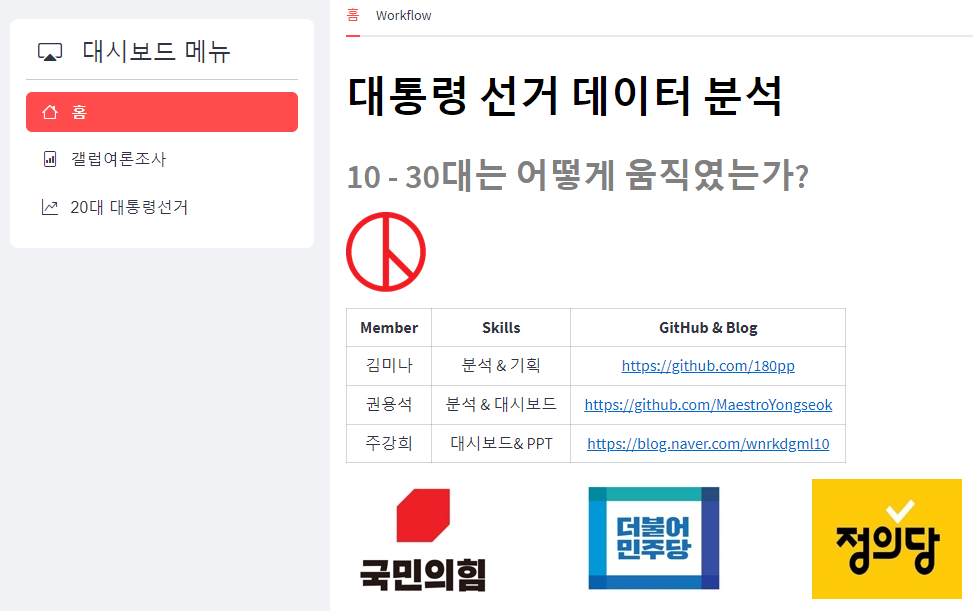 대시보드 메뉴
홈
갤럽여론조사
20대 대통령선거
홈 Workflow
대통령 선거 데이터 분석
10 - 30대는 어떻게 움직였는가?
Member Skills GitHub & Blog
김미나 분석 & 기획 https://github.com/180pp
권용석 분석 & 대시보드 https://github.com/MaestroYongseok
주강희 대시보드& PPT https://blog.naver.com/wnrkdgml10
국민의힘
더불어
민주당
정의당